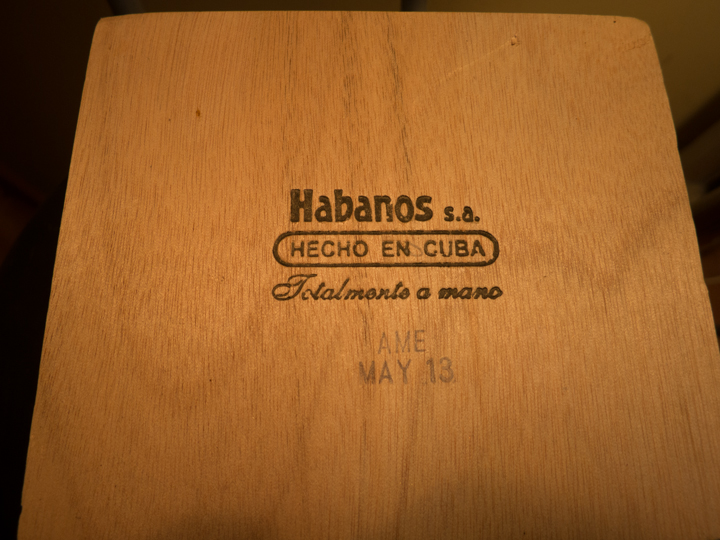 Habanos s.a.
HECHO EN CUBA
Totalmente a mano
AME
MAY 13